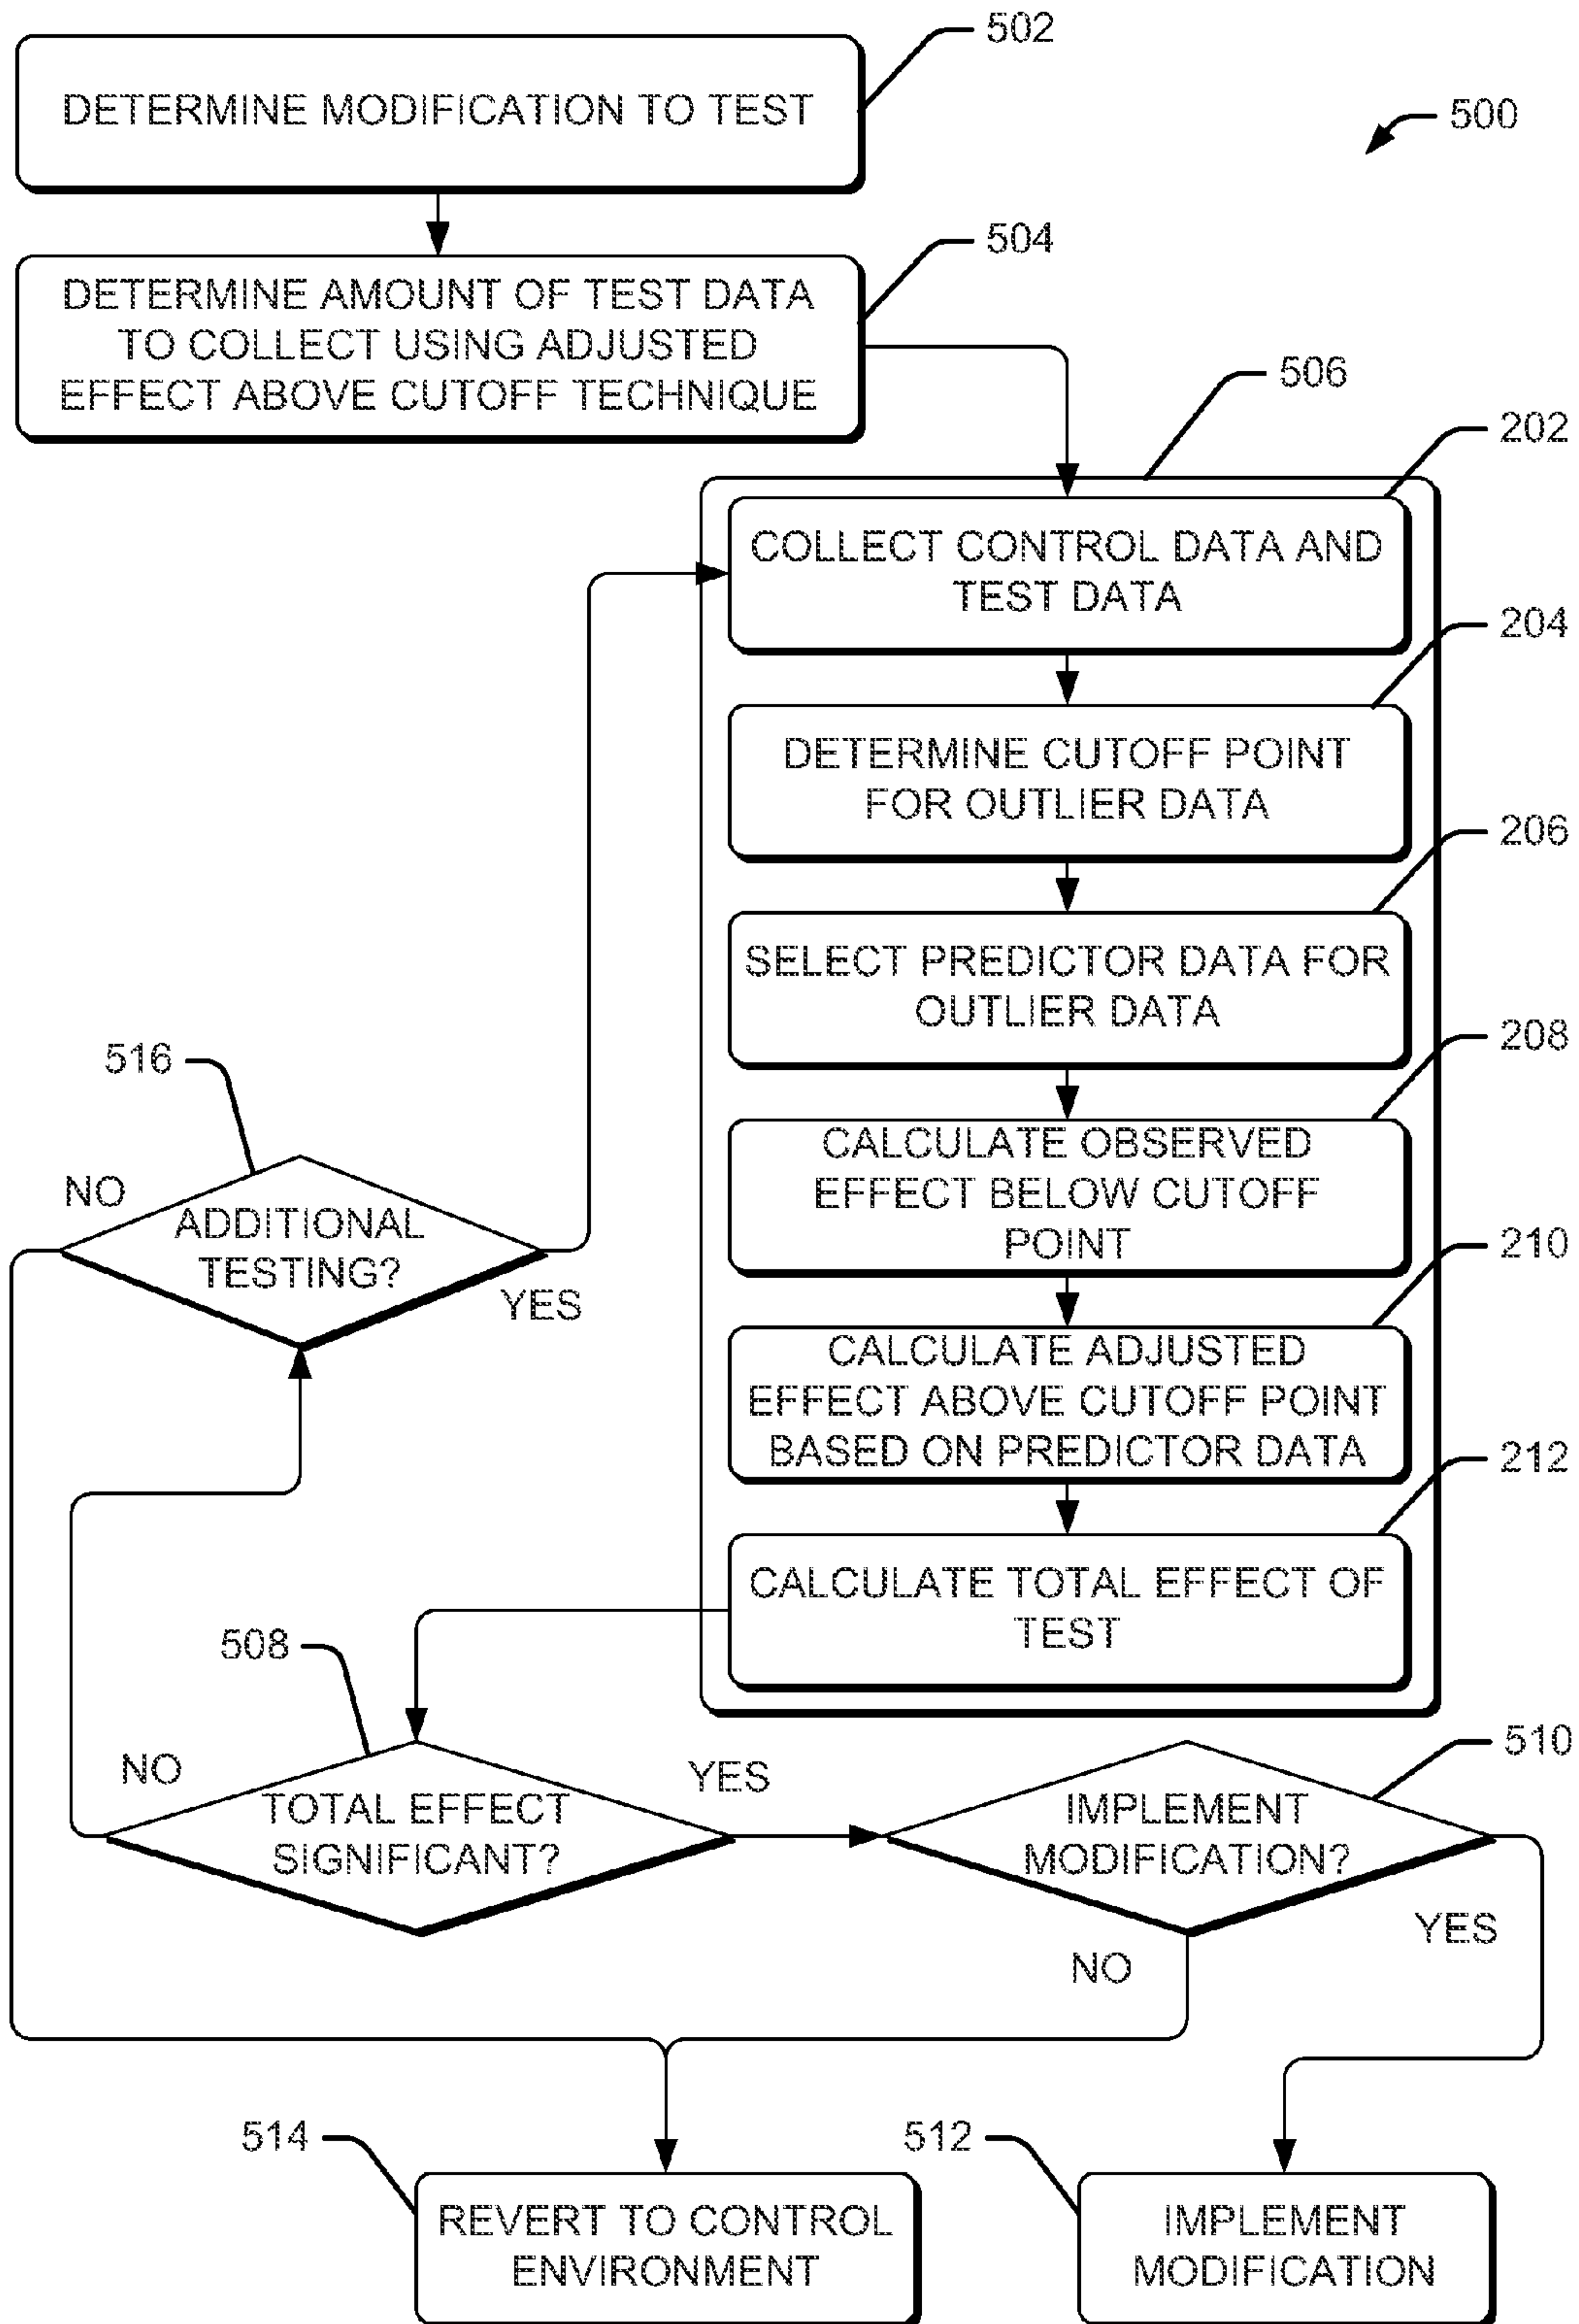 502
DETERMINE MODIFICATION TO TEST
500
504
DETERMINE AMOUNT OF TEST DATA
TO COLLECT USING ADJUSTED
EFFECT ABOVE CUTOFF TECHNIQUE
506
202
COLLECT CONTROL DATA AND
TEST DATA
204
DETERMINE CUTOFF POINT
FOR OUTLIER DATA
206
SELECT PREDICTOR DATA FOR
OUTLIER DATA
208
CALCULATE OBSERVED
EFFECT BELOW CUTOFF
POINT
210
CALCULATE ADJUSTED
EFFECT ABOVE CUTOFF POINT
BASED ON PREDICTOR DATA
212
CALCULATE TOTAL EFFECT OF
TEST
516
NO
ADDITIONAL
TESTING?
YES
508
NO
TOTAL EFFECT
SIGNIFICANT?
YES
510
IMPLEMENT
MODIFICATION?
YES
NO
514
REVERT TO CONTROL
ENVIRONMENT
512
IMPLEMENT
MODIFICATION